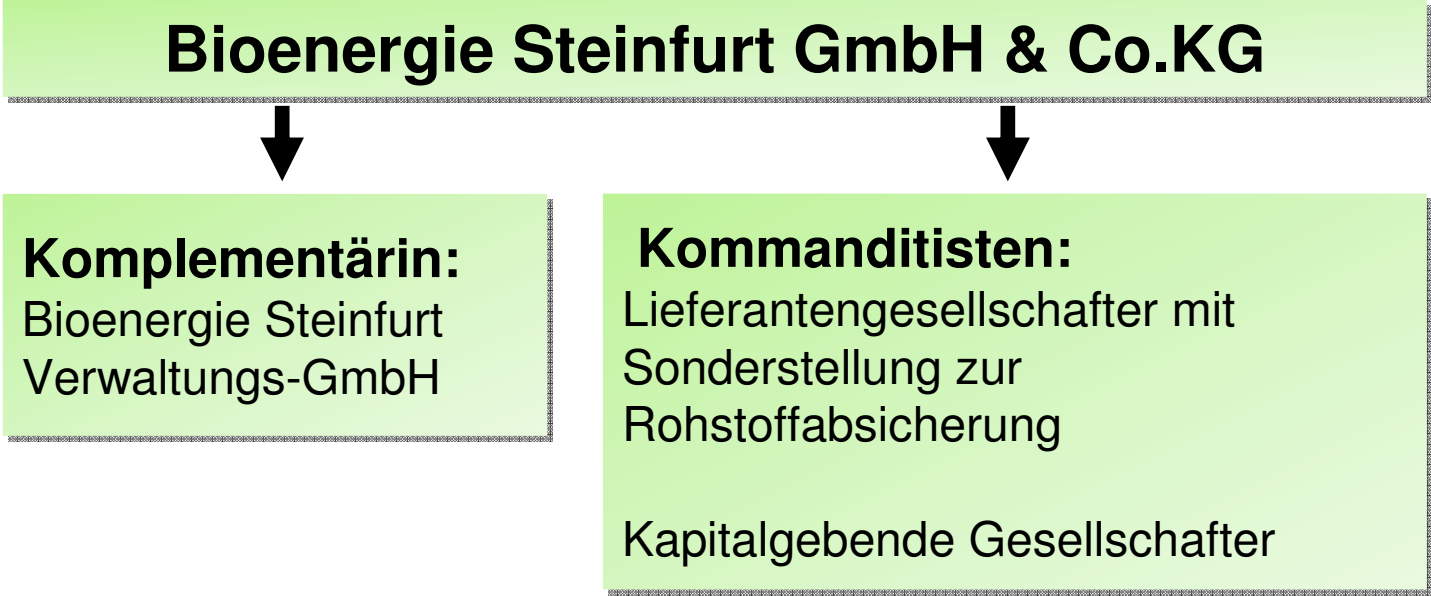 Bioenergie Steinfurt GmbH & Co.KG
Komplementärin:
Bioenergie Steinfurt
Verwaltungs-GmbH
Kommanditisten:
Lieferantengesellschafter mit
Sonderstellung zur
Rohstoffabsicherung
Kapitalgebende Gesellschafter